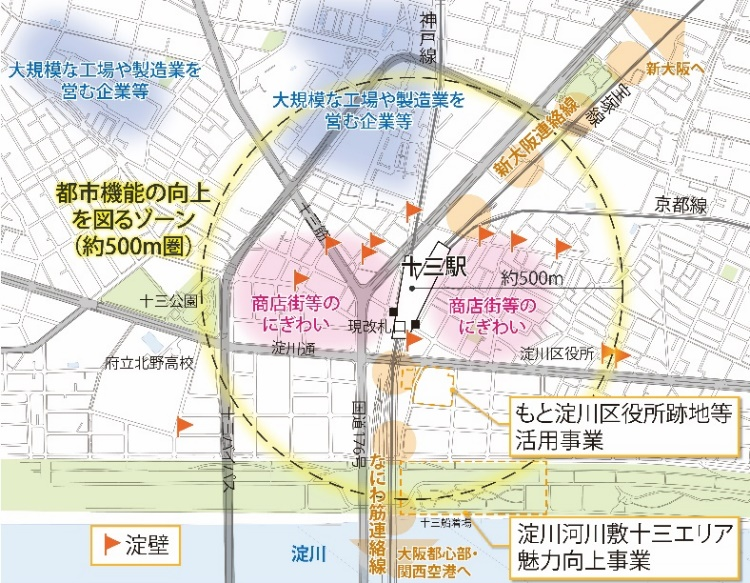 神戸線
大規模な工場や製造業を
営む企業等
大規模な工場や製造業を
営む企業等
新大阪へ
宝塚線
新大阪連絡線
都市機能の向上
を図るゾーン
（約500m圏）
十三筋
京都線
十三駅
約500m
十三公園
商店街等の
にぎわい
商店街等の
にぎわい
現改札口
淀川通
淀川区役所
府立北野高校
もと淀川区役所跡地等
活用事業
十三バイパス
国道176号
なにわ筋連絡線
十三船着場
淀壁
淀川
大阪都心部・
関西空港へ
淀川河川敷十三エリア
魅力向上事業